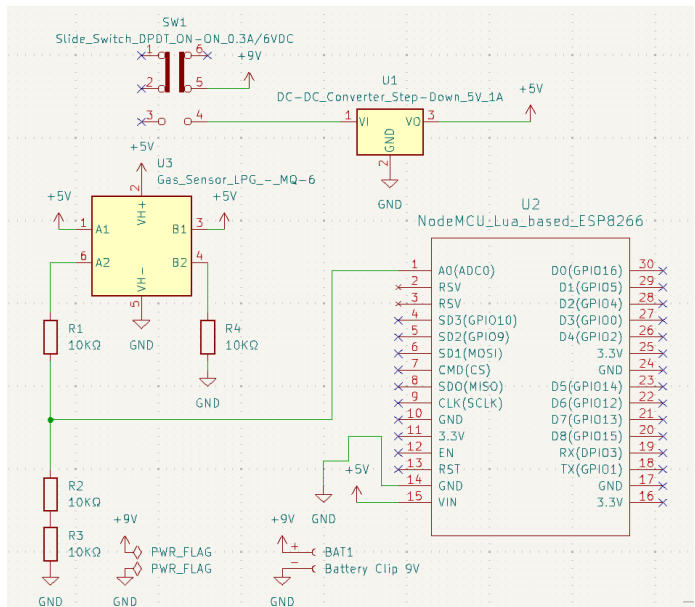 SW1
Slide_Switch_DPDT_ON-ON_0.3A/6VDC
1 6
+9V
2 5
3 4
U1
DC-DC_Converter_Step-Down_5V_1A
+5V
1 VI VO 3
GND
2
GND
+5V
U3
Gas_Sensor_LPG_-_MQ-6
2
VH+
+5V +5V
1 A1 B1 3
6 A2 B2 4
VH-
5
GND
R1
10KΩ
R4
10KΩ
GND
U2
NodeMCU_Lua_based_ESP8266
1 A0(ADC0) D0(GPIO16) 30
2 RSV D1(GPIO5) 29
3 RSV D2(GPIO4) 28
4 SD3(GPIO10) D3(GPIO0) 27
5 SD2(GPIO9) D4(GPIO2) 26
6 SD1(MOSI) 3.3V 25
7 CMD(CS) GND 24
8 SDO(MISO) D5(GPIO14) 23
9 CLK(SCLK) D6(GPIO12) 22
10 GND D7(GPIO13) 21
11 3.3V D8(GPIO15) 20
12 EN RX(DPIO3) 19
13 RST TX(GPIO1) 18
14 GND GND 17
15 VIN 3.3V 16
+5V
GND
R2
10KΩ
R3
10KΩ
GND
+9V
PWR_FLAG
PWR_FLAG
GND
+9V
+ BAT1
- Battery Clip 9V
GND